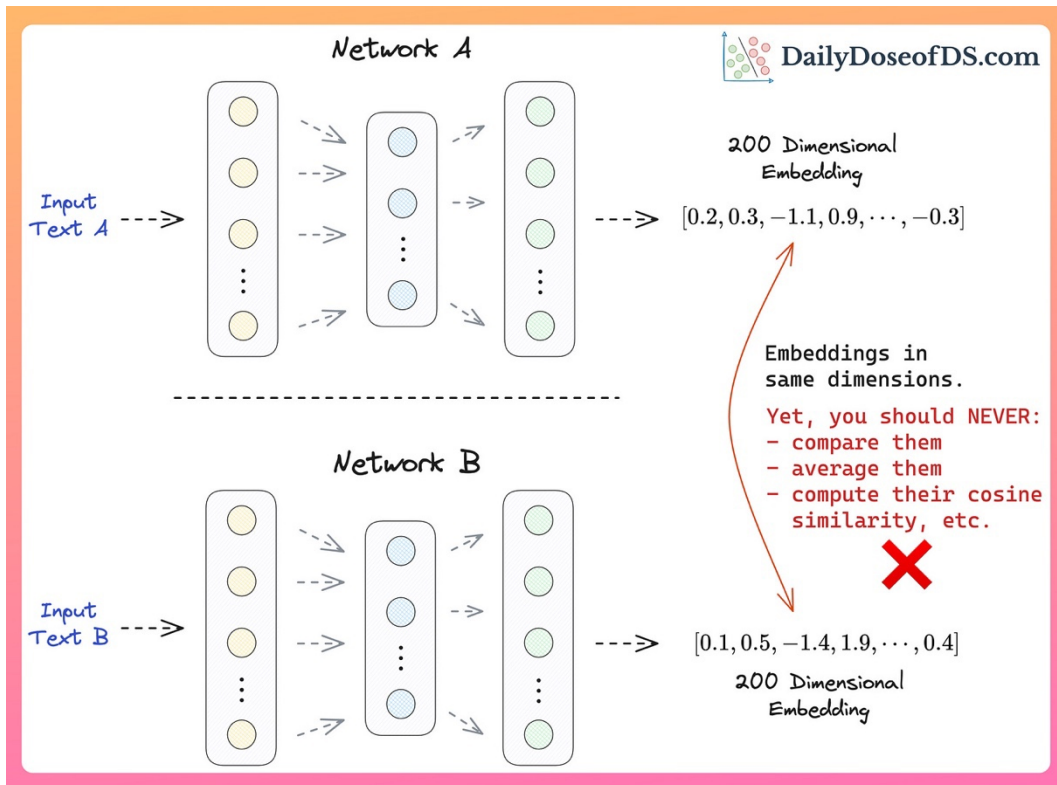 Network A
DailyDoseofDS.com
200 Dimensional
Embedding
Input
Text A
[0.2, 0.3, −1.1, 0.9, ⋯, −0.3]
Embeddings in
same dimensions.
Yet, you should NEVER:
- compare them
- average them
- compute their cosine
similarity, etc.
Network B
Input
Text B
[0.1, 0.5, −1.4, 1.9, ⋯, 0.4]
200 Dimensional
Embedding